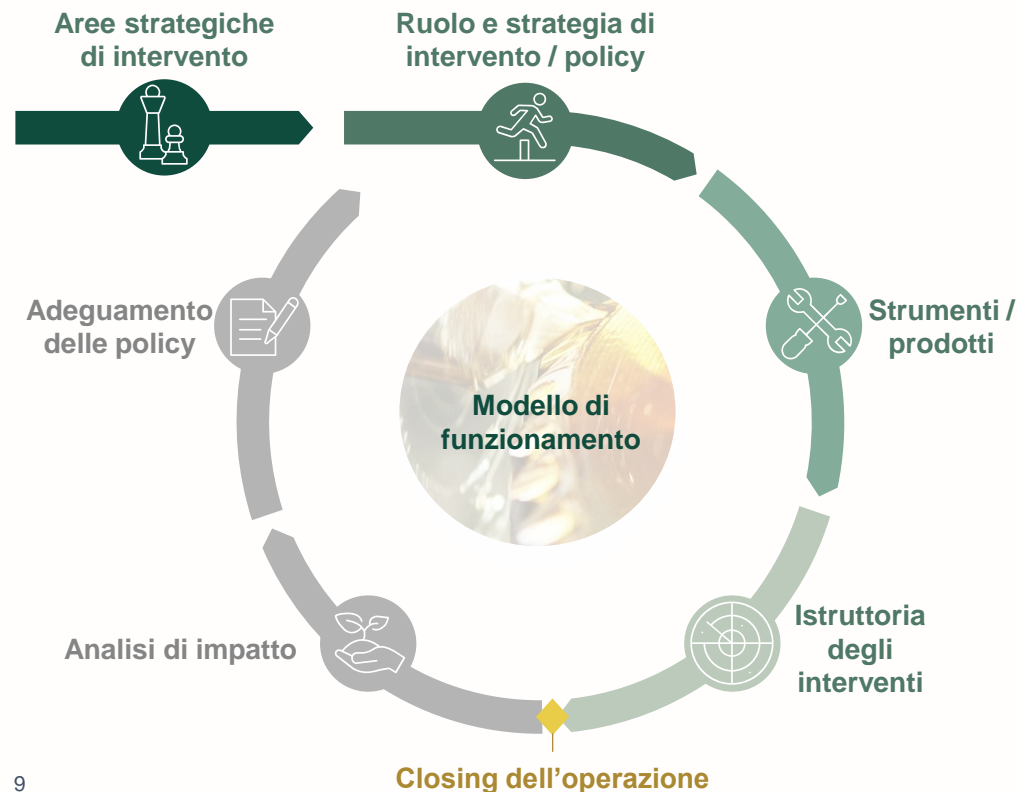 Aree strategiche
di intervento
Ruolo e strategia di
intervento / policy
Strumenti /
prodotti
Adeguamento
delle policy
Modello di
funzionamento
Istruttoria
degli
interventi
Analisi di impatto
Closing dell’operazione
9